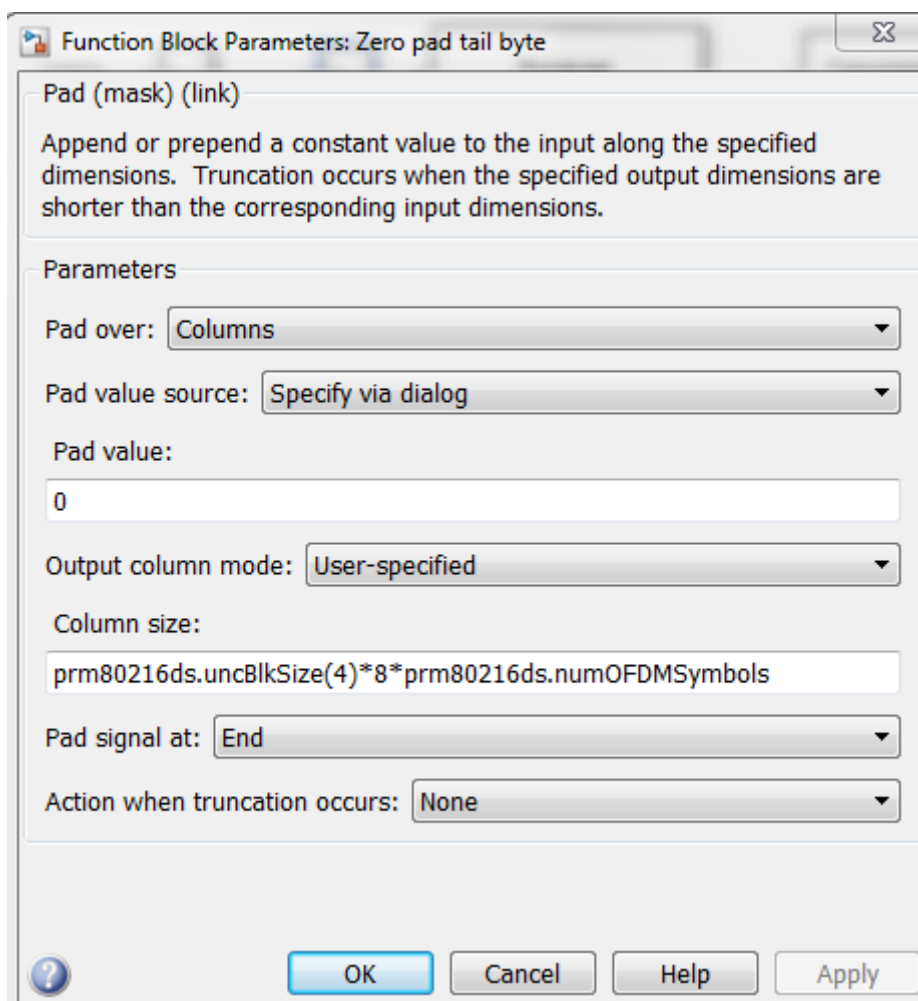 Function Block Parameters: Zero pad tail byte
Pad (mask) (link)
Append or prepend a constant value to the input along the specified
dimensions.  Truncation occurs when the specified output dimensions are
shorter than the corresponding input dimensions.
Parameters
Pad over: Columns
Pad value source: Specify via dialog
Pad value:
0
Output column mode: User-specified
Column size:
prm80216ds.uncBlkSize(4)*8*prm80216ds.numOFDMSymbols
Pad signal at: End
Action when truncation occurs: None
? OK Cancel Help Apply